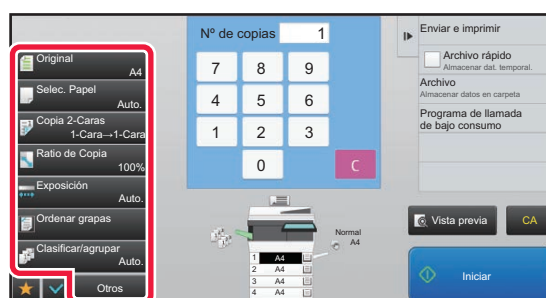 Original
A4
Selec. Papel
Auto.
Copia 2-Caras
1-Cara→1-Cara
Ratio de Copia
100%
Exposición
Auto.
Ordenar grapas
Clasificar/agrupar
Auto.
Otros
Nº de copias 1
7 8 9
4 5 6
1 2 3
0 C
Normal
A4
1 A4
2 A4
3 A4
4 A4
Enviar e imprimir
Archivo rápido
Almacenar dat. temporal.
Archivo
Almacenar datos en carpeta
Programa de llamada
de bajo consumo
Vista previa
CA
Iniciar